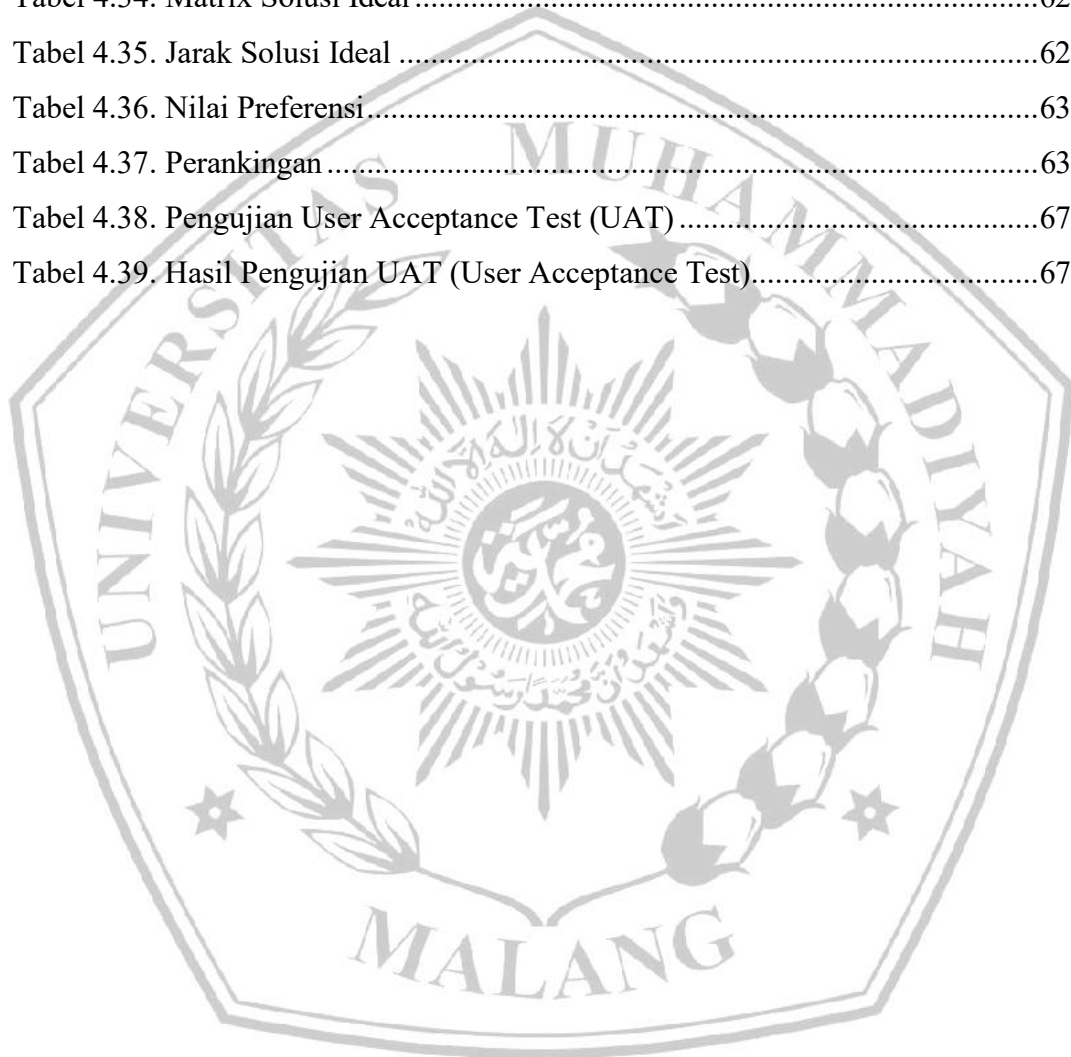 Tabel 4.34. Matrix Solusi Ideal....................................................................................62
Tabel 4.35. Jarak Solusi Ideal ......................................................................................62
Tabel 4.36. Nilai Preferensi..........................................................................................63
Tabel 4.37. Perankingan ..............................................................................................63
Tabel 4.38. Pengujian User Acceptance Test (UAT) ..................................................67
Tabel 4.39. Hasil Pengujian UAT (User Acceptance Test)..........................................67
UNIVERSITAS MUHAMMADIYAH
MALANG